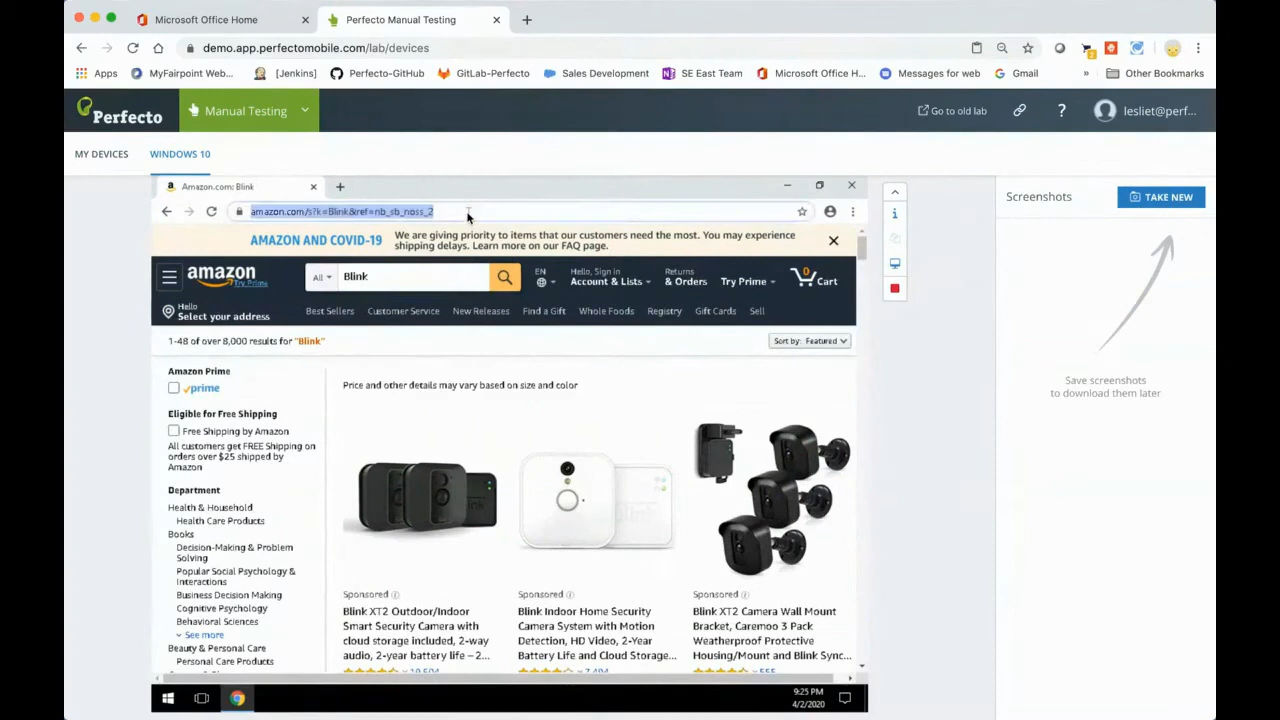 Microsoft Office Home
Perfecto Manual Testing
demo.app.perfectomobile.com/lab/devices
Apps
MyFairpoint Web...
[Jenkins]
Perfecto-GitHub
GitLab-Perfecto
Sales Development
SE East Team
Microsoft Office H...
Messages for web
Gmail
»
Other Bookmarks
Perfecto
Manual Testing
Go to old lab
?
lesliet@perf...
MY DEVICES
WINDOWS 10
Amazon.com: Blink
amazon.com/s?k=Blink&ref=nb_sb_noss_2
AMAZON AND COVID-19
We are giving priority to items that our customers need the most. You may experience
shipping delays. Learn more on our FAQ page.
amazon
Try Prime
All
Blink
EN
Hello, Sign in
Account & Lists
Returns
& Orders
Try Prime
0
Cart
Hello
Select your address
Best Sellers
Customer Service
New Releases
Find a Gift
Whole Foods
Registry
Gift Cards
Sell
1-48 of over 8,000 results for "Blink"
Sort by: Featured
Amazon Prime
prime
Eligible for Free Shipping
Free Shipping by Amazon
All customers get FREE Shipping on
orders over $25 shipped by
Amazon
Department
Health & Household
Health Care Products
Books
Decision-Making & Problem
Solving
Popular Social Psychology &
Interactions
Business Decision Making
Cognitive Psychology
Behavioral Sciences
See more
Beauty & Personal Care
Personal Care Products
Price and other details may vary based on size and color
blink
Sponsored
Blink XT2 Outdoor/Indoor
Smart Security Camera with
cloud storage included, 2-way
audio, 2-year battery life – 2...
Sponsored
Blink Indoor Home Security
Camera System with Motion
Detection, HD Video, 2-Year
Battery Life and Cloud Storage...
Sponsored
Blink XT2 Camera Wall Mount
Bracket, Caremoo 3 Pack
Weatherproof Protective
Housing/Mount and Blink Sync...
9:25 PM
4/2/2020
Screenshots
TAKE NEW
Save screenshots
to download them later